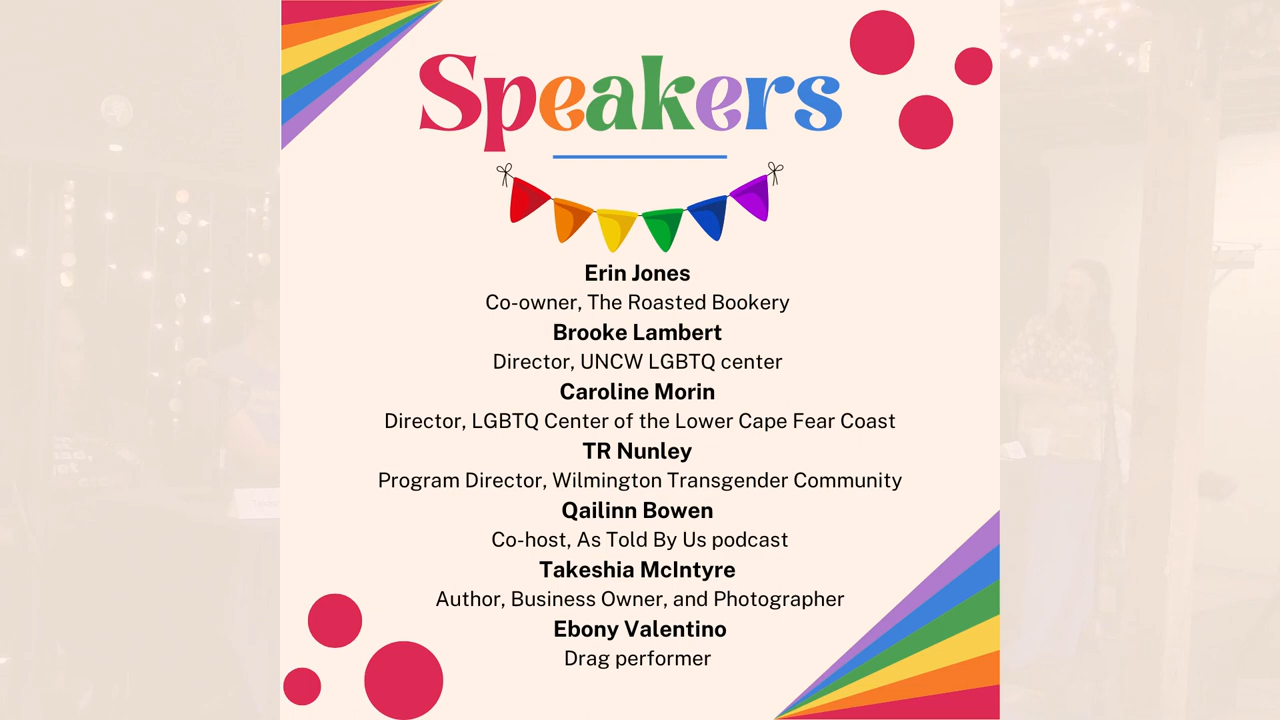 Speakers
Erin Jones
Co-owner, The Roasted Bookery
Brooke Lambert
Director, UNCW LGBTQ center
Caroline Morin
Director, LGBTQ Center of the Lower Cape Fear Coast
TR Nunley
Program Director, Wilmington Transgender Community
Qailinn Bowen
Co-host, As Told By Us podcast
Takeshia McIntyre
Author, Business Owner, and Photographer
Ebony Valentino
Drag performer